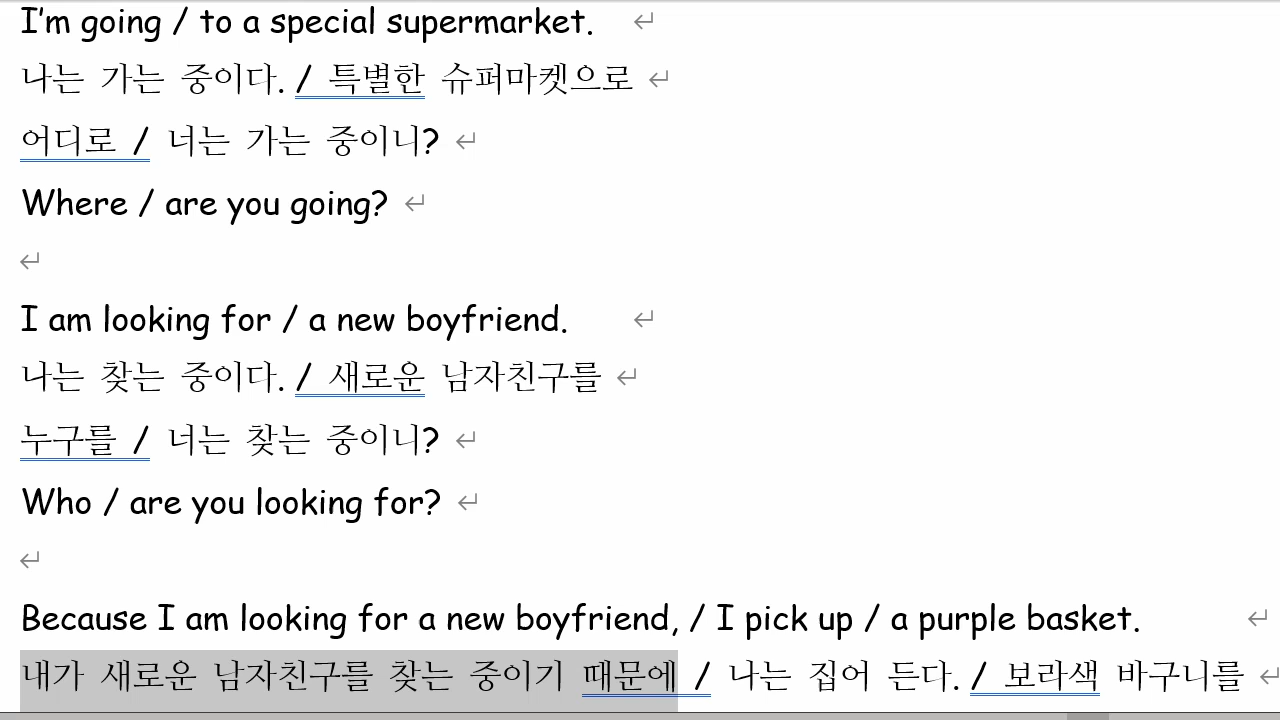 I'm going / to a special supermarket.
나는 가는 중이다. / 특별한 슈퍼마켓으로
어디로 / 너는 가는 중이니?
Where / are you going?
I am looking for / a new boyfriend.
나는 찾는 중이다. / 새로운 남자친구를
누구를 / 너는 찾는 중이니?
Who / are you looking for?
Because I am looking for a new boyfriend, / I pick up / a purple basket.
내가 새로운 남자친구를 찾는 중이기 때문에 / 나는 집어 든다. / 보라색 바구니를